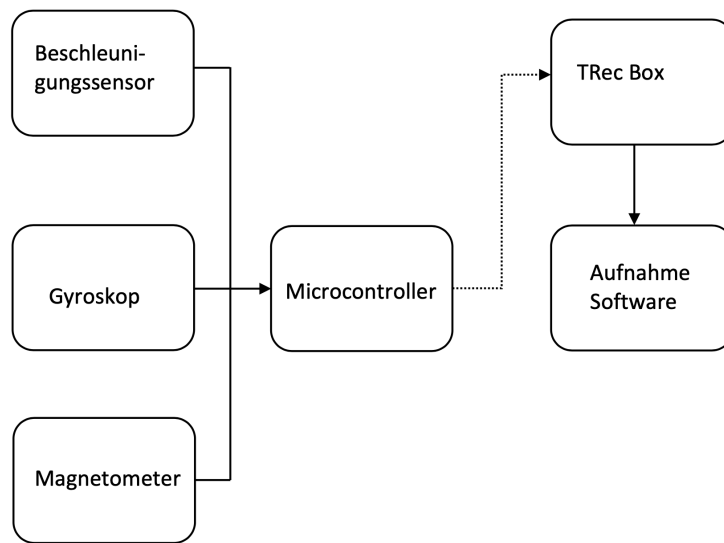 Beschleuni-
gungssensor
TRec Box
Gyroskop
Microcontroller
Aufnahme
Software
Magnetometer